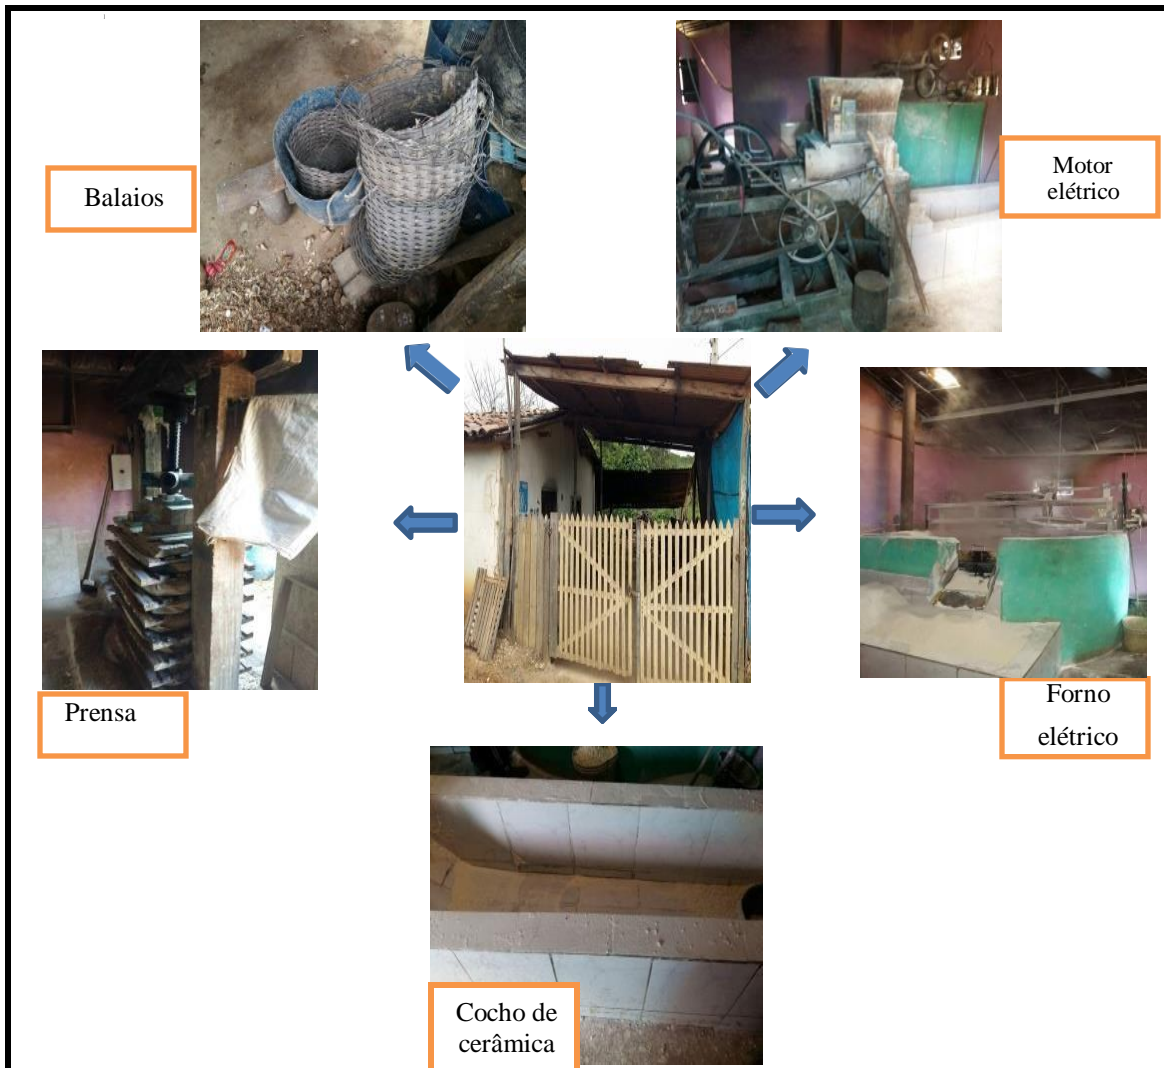 Balaios
Motor
elétrico
Prensa
Forno
elétrico
Cocho de
cerâmica